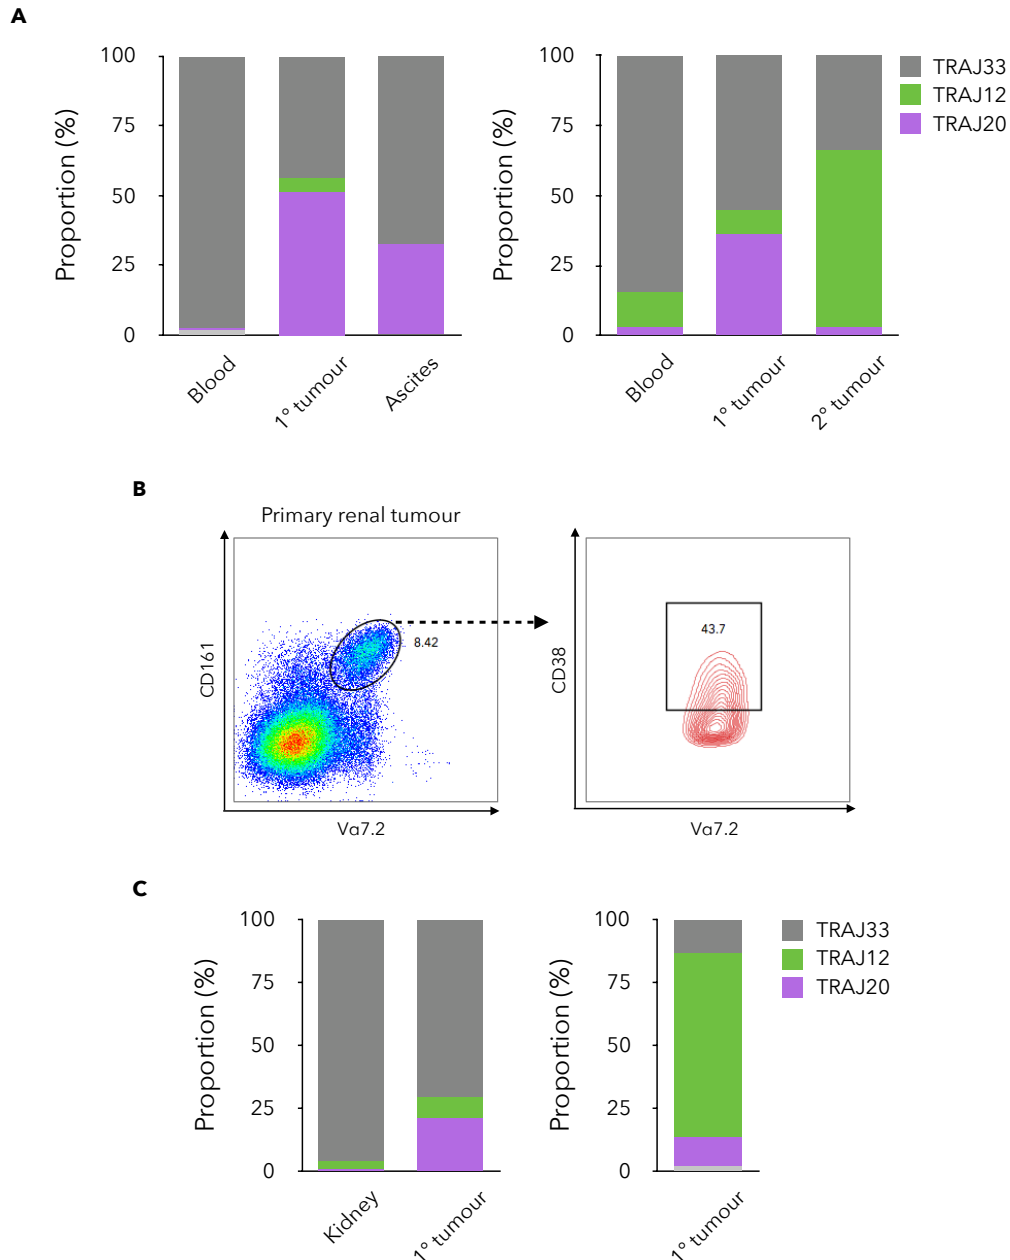 A
100
75
50
25
0
Proportion (%)
Blood
1° tumour
Ascites
100
75
50
25
0
Proportion (%)
Blood
1° tumour
2° tumour
TRAJ33
TRAJ12
TRAJ20
B
Primary renal tumour
CD161
8.42
Vα7.2
CD38
43.7
Vα7.2
C
100
75
50
25
0
Proportion (%)
Kidney
1° tumour
100
75
50
25
0
Proportion (%)
1° tumour
TRAJ33
TRAJ12
TRAJ20